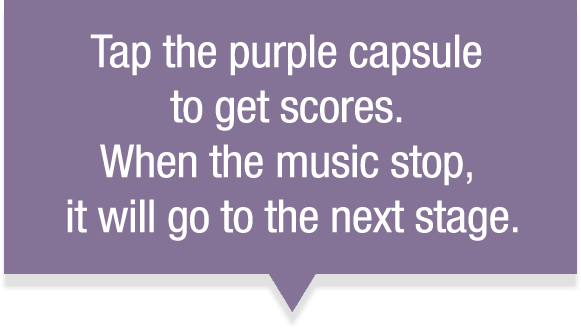 Tap the purple capsule
to get scores.
When the music stop,
it will go to the next stage.